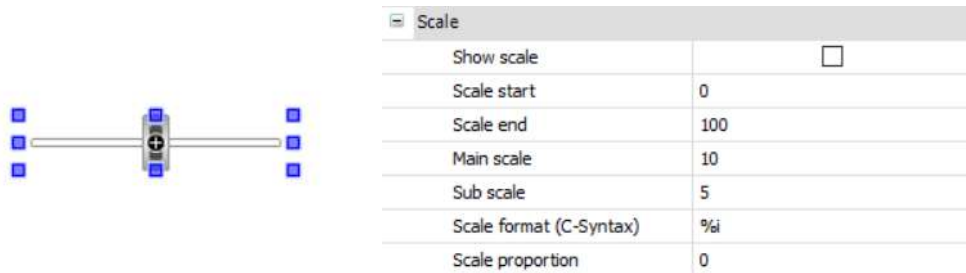 Scale
Show scale
Scale start 0
Scale end 100
Main scale 10
Sub scale 5
Scale format (C-Syntax) %i
Scale proportion 0